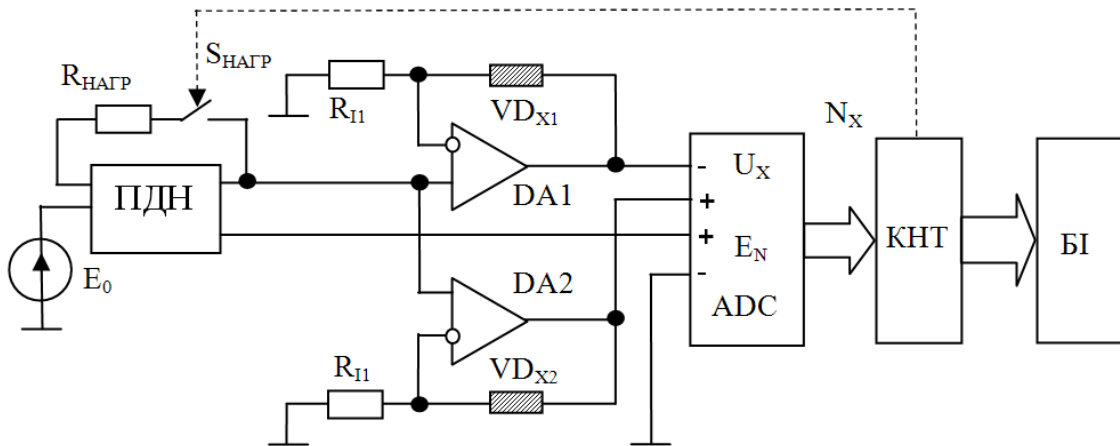 S_НАГР
R_НАГР
R_I1
VD_X1
N_X
ПДН
DA1
- U_X
+
КНТ
БІ
+ E_N
E_0
DA2
-
ADC
R_I1
VD_X2